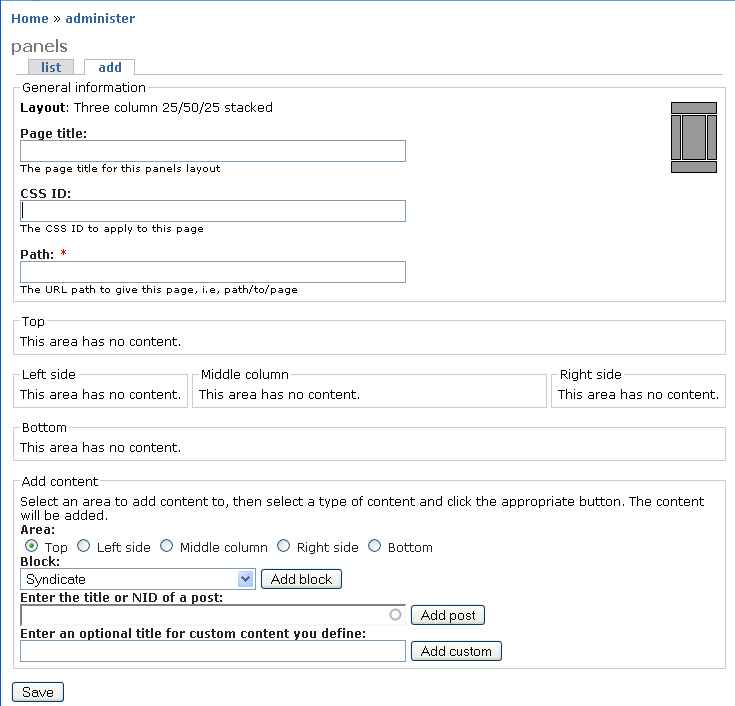 Home » administer
panels
list add
General information
Layout: Three column 25/50/25 stacked
Page title:
The page title for this panels layout
CSS ID:
The CSS ID to apply to this page
Path: *
The URL path to give this page, i.e, path/to/page
Top
This area has no content.
Left side Middle column Right side
This area has no content. This area has no content. This area has no content.
Bottom
This area has no content.
Add content
Select an area to add content to, then select a type of content and click the appropriate button. The content
will be added.
Area:
Top Left side Middle column Right side Bottom
Block:
Syndicate Add block
Enter the title or NID of a post:
Add post
Enter an optional title for custom content you define:
Add custom
Save